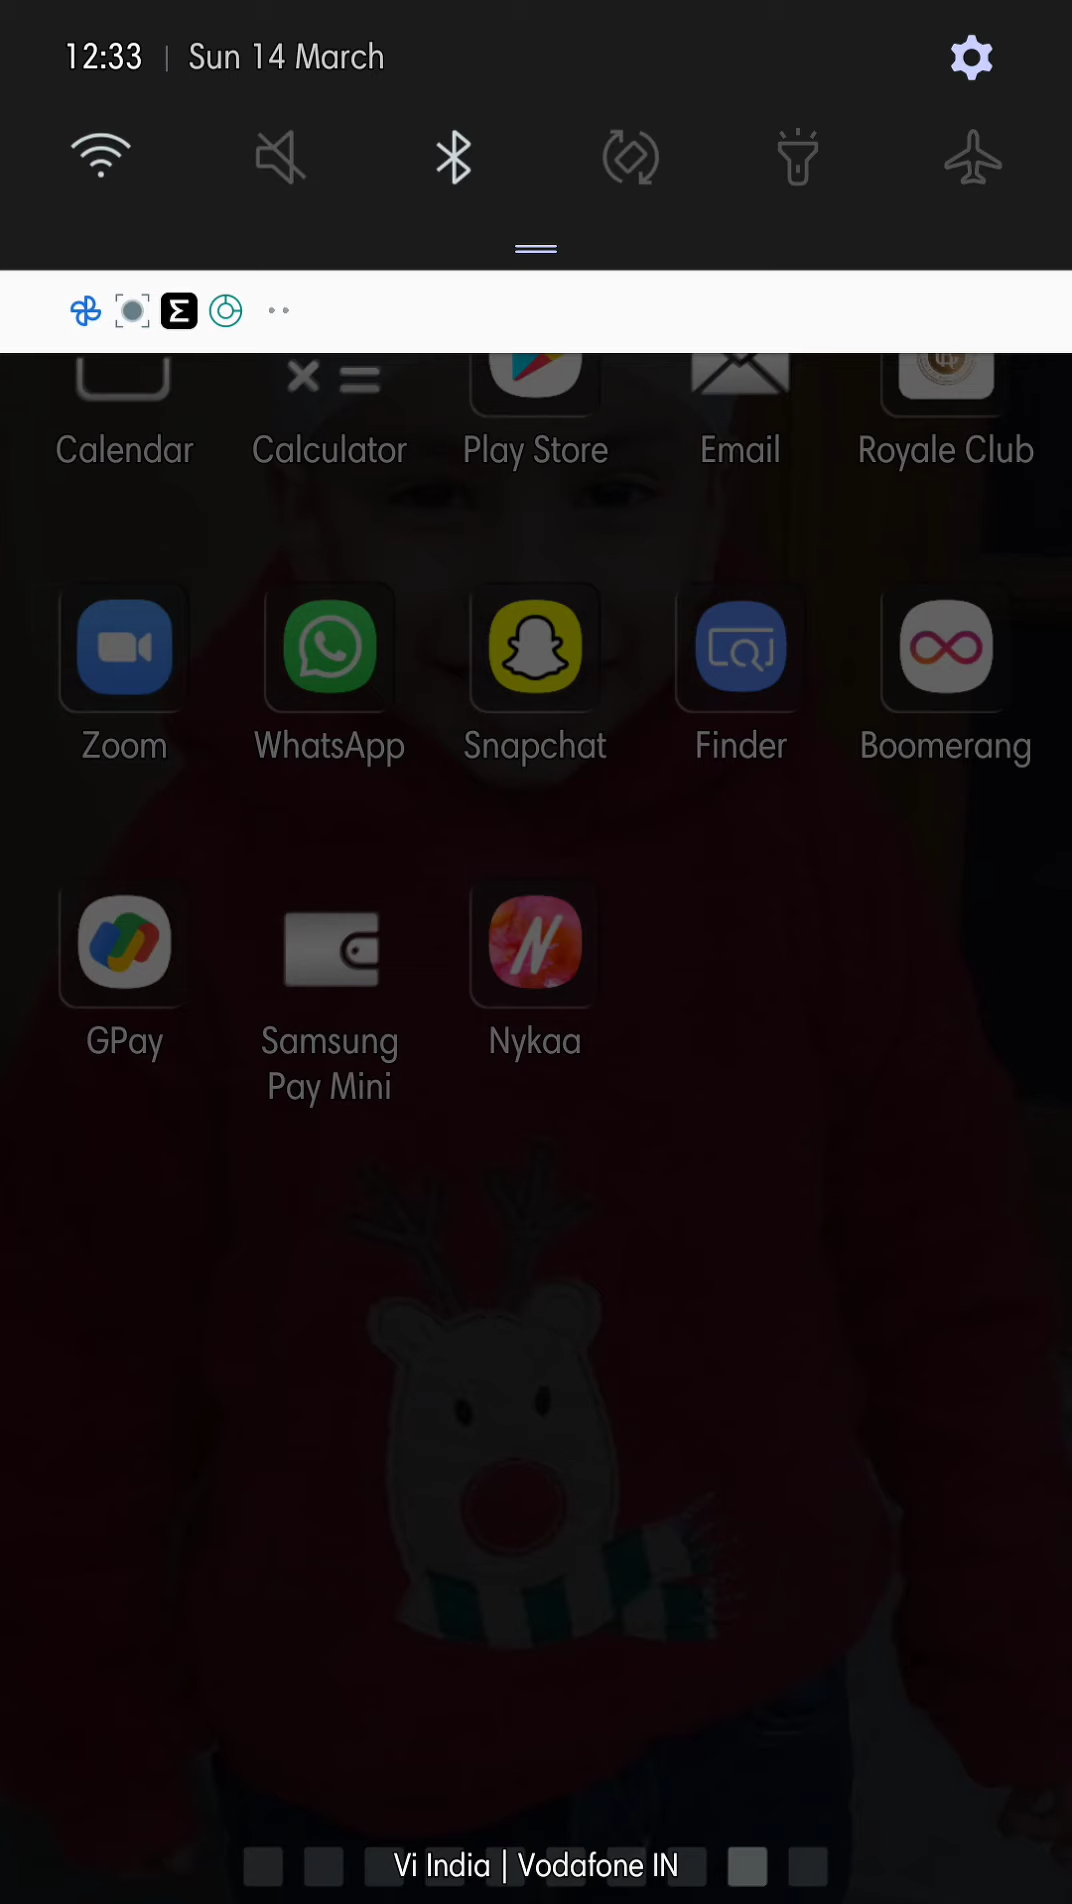 12:33 | Sun 14 March
Calendar Calculator Play Store Email Royale Club
Zoom WhatsApp Snapchat Finder Boomerang
GPay Samsung Pay Mini Nykaa
Vi India | Vodafone IN